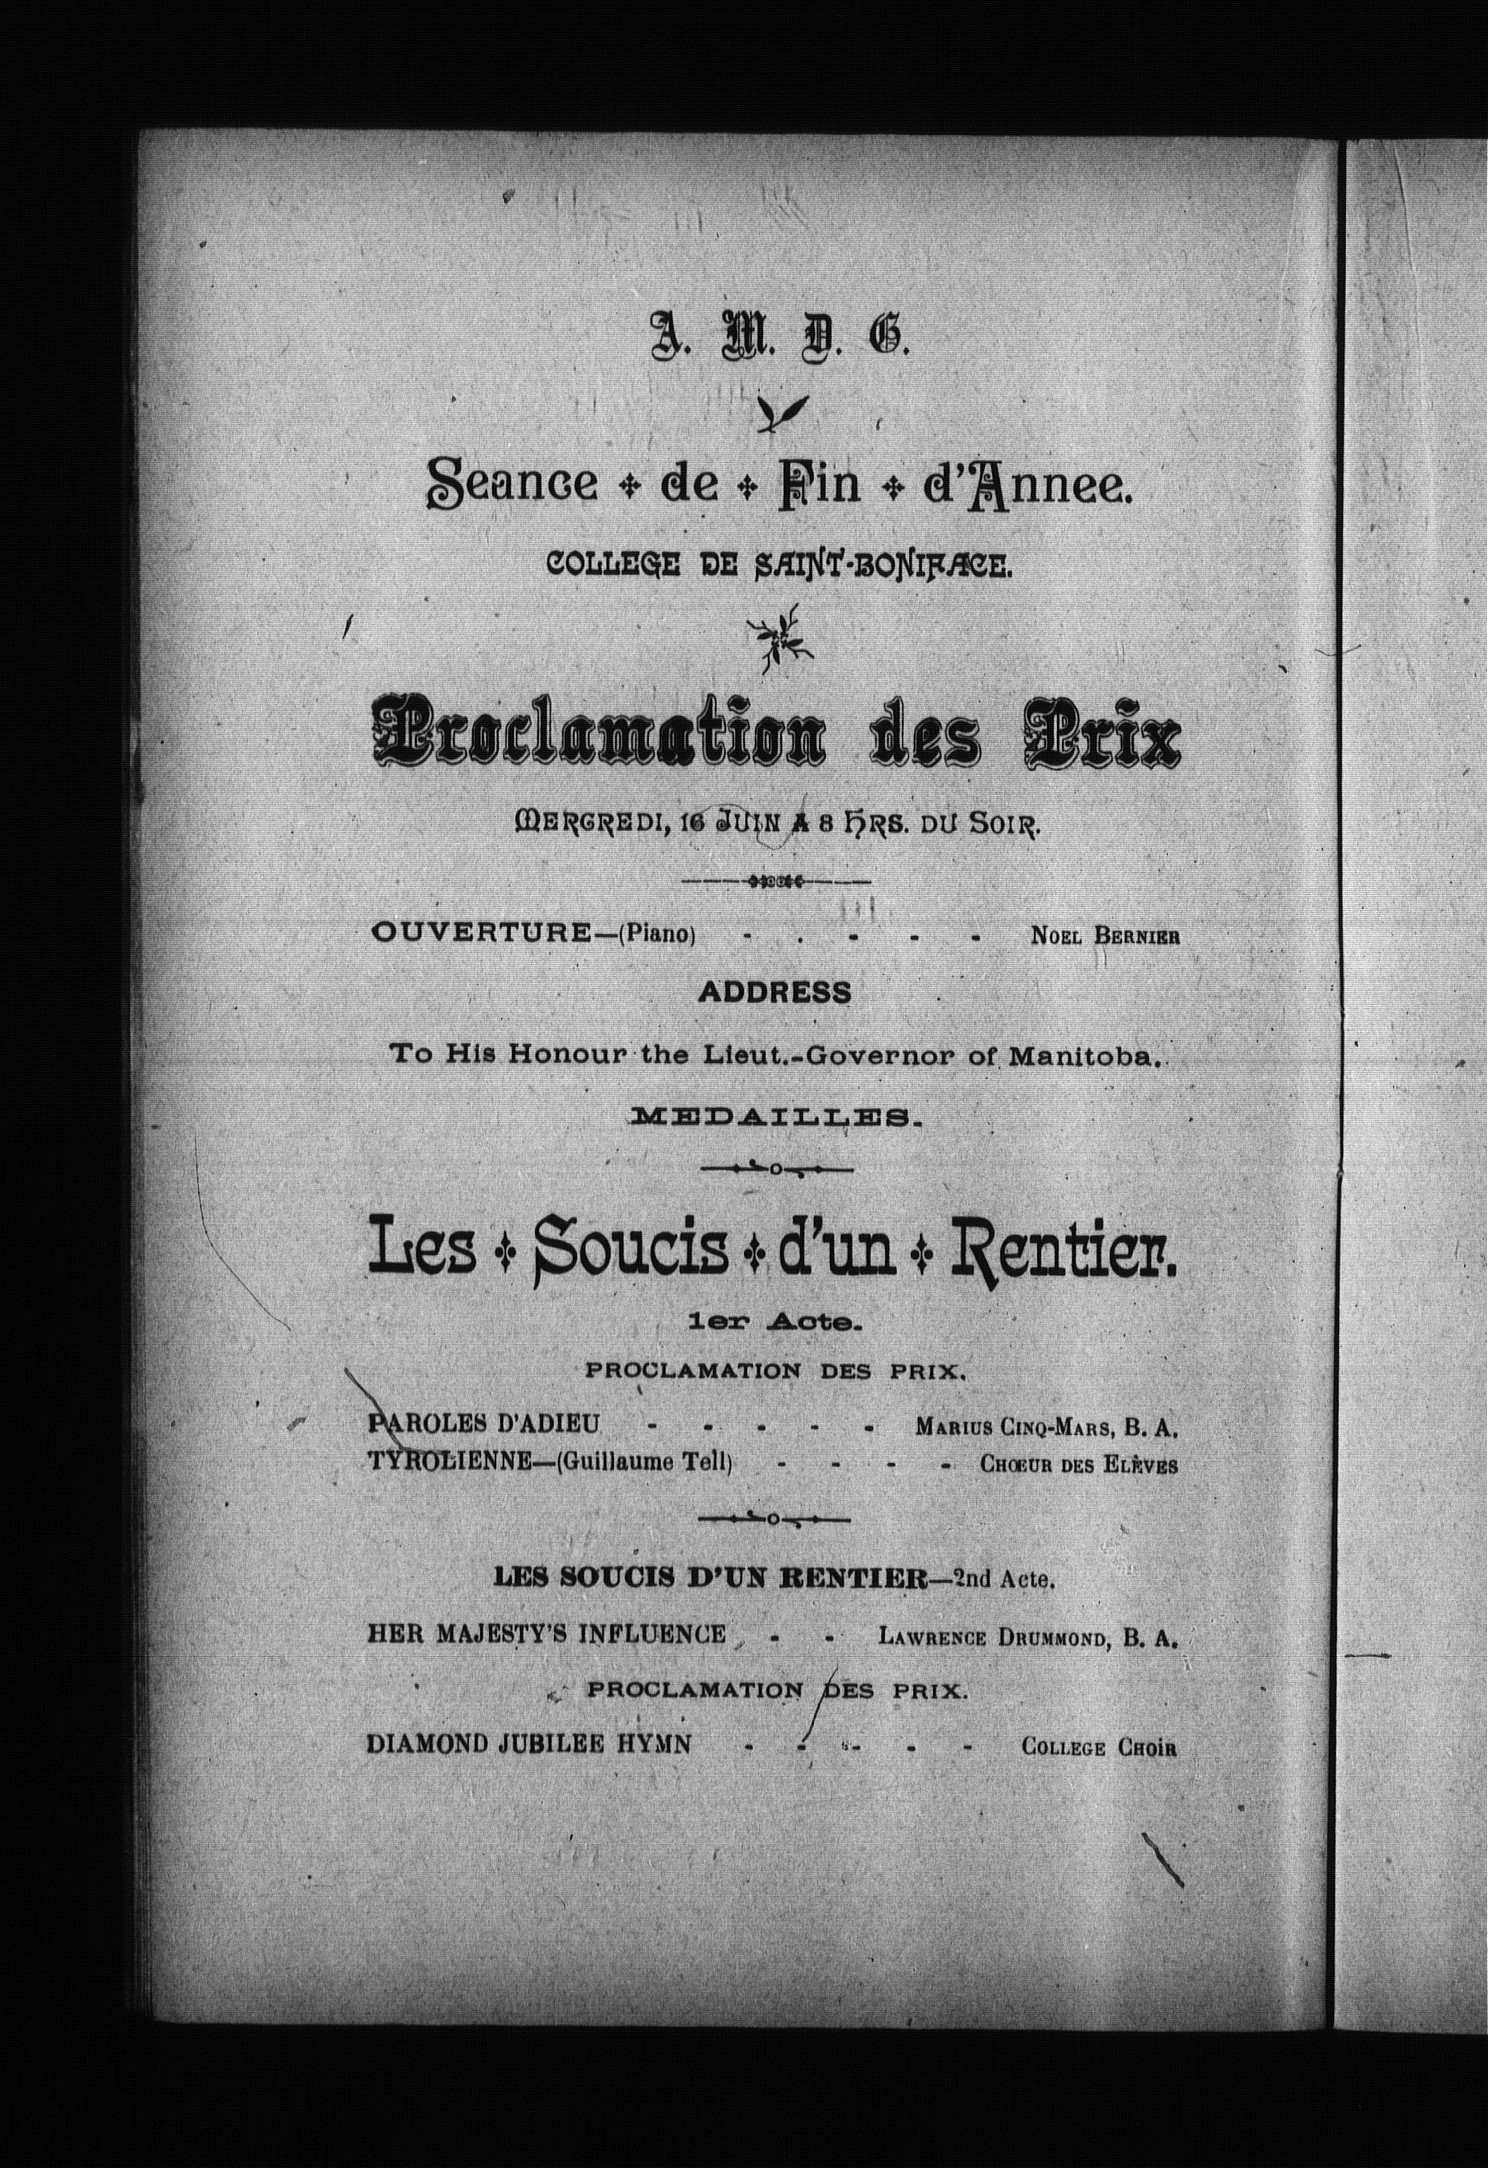 A. M. D. G.
Seance de Fin d'Annee.
COLLEGE DE SAINT-BONIFACE.
Proclamation des Prix
MERCREDI, 16 JUIN A 8 HRS. DU SOIR.
OUVERTURE—(Piano) - . - - - NOEL BERNIER
ADDRESS
To His Honour the Lieut.-Governor of Manitoba.
MEDAILLES.
Les Soucis d'un Rentier.
1er Acte.
PROCLAMATION DES PRIX.
PAROLES D'ADIEU - - - - - MARIUS CINQ-MARS, B. A.
TYROLIENNE—(Guillaume Tell) - - - - CHŒUR DES ELÈVES
LES SOUCIS D'UN RENTIER—2nd Acte.
HER MAJESTY'S INFLUENCE - - LAWRENCE DRUMMOND, B. A.
PROCLAMATION DES PRIX.
DIAMOND JUBILEE HYMN - - - - - COLLEGE CHOIR